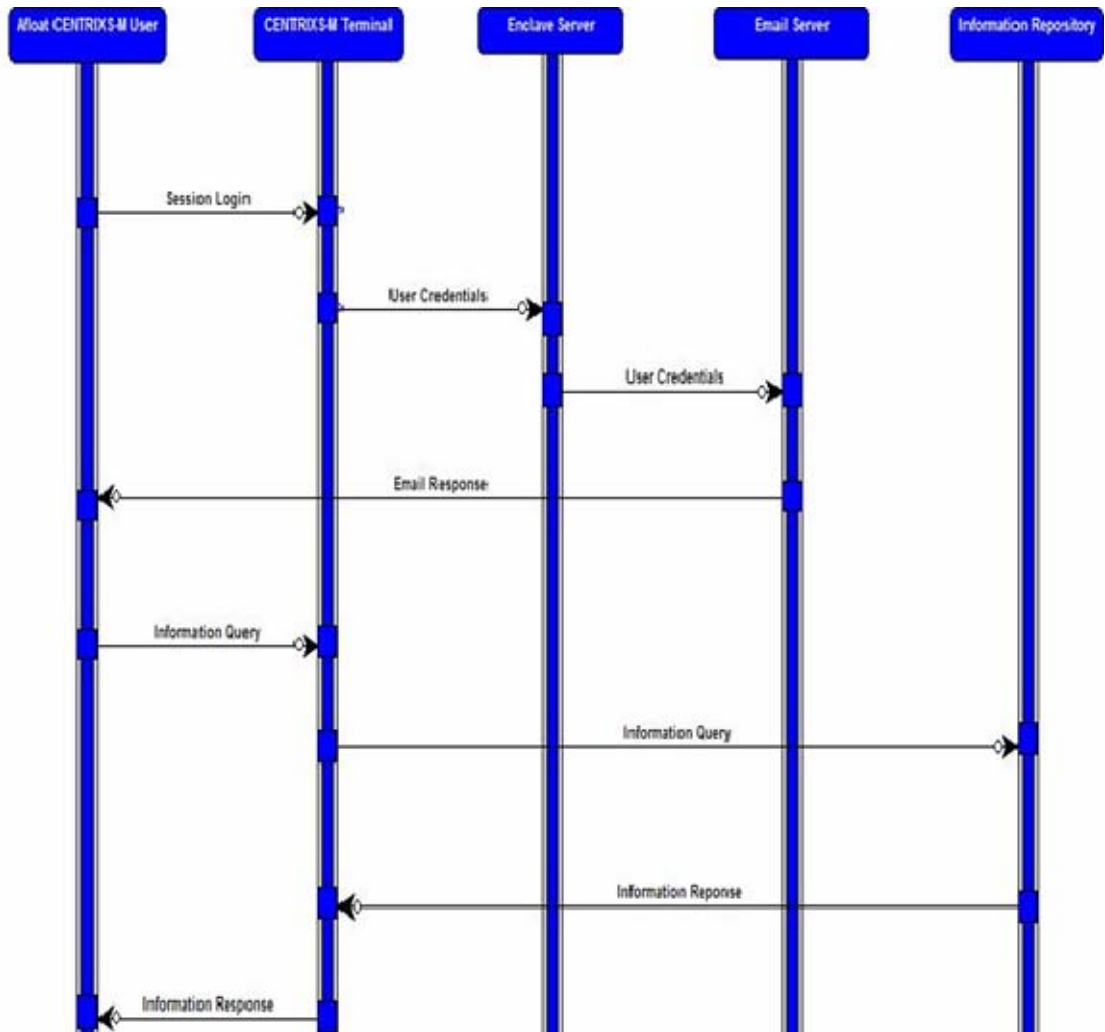 Afloat CENTRIXS-M User
CENTRIXS-M Terminal
Enclave Server
Email Server
Information Repository
Session Login
User Credentials
User Credentials
Email Response
Information Query
Information Query
Information Reponse
Information Response